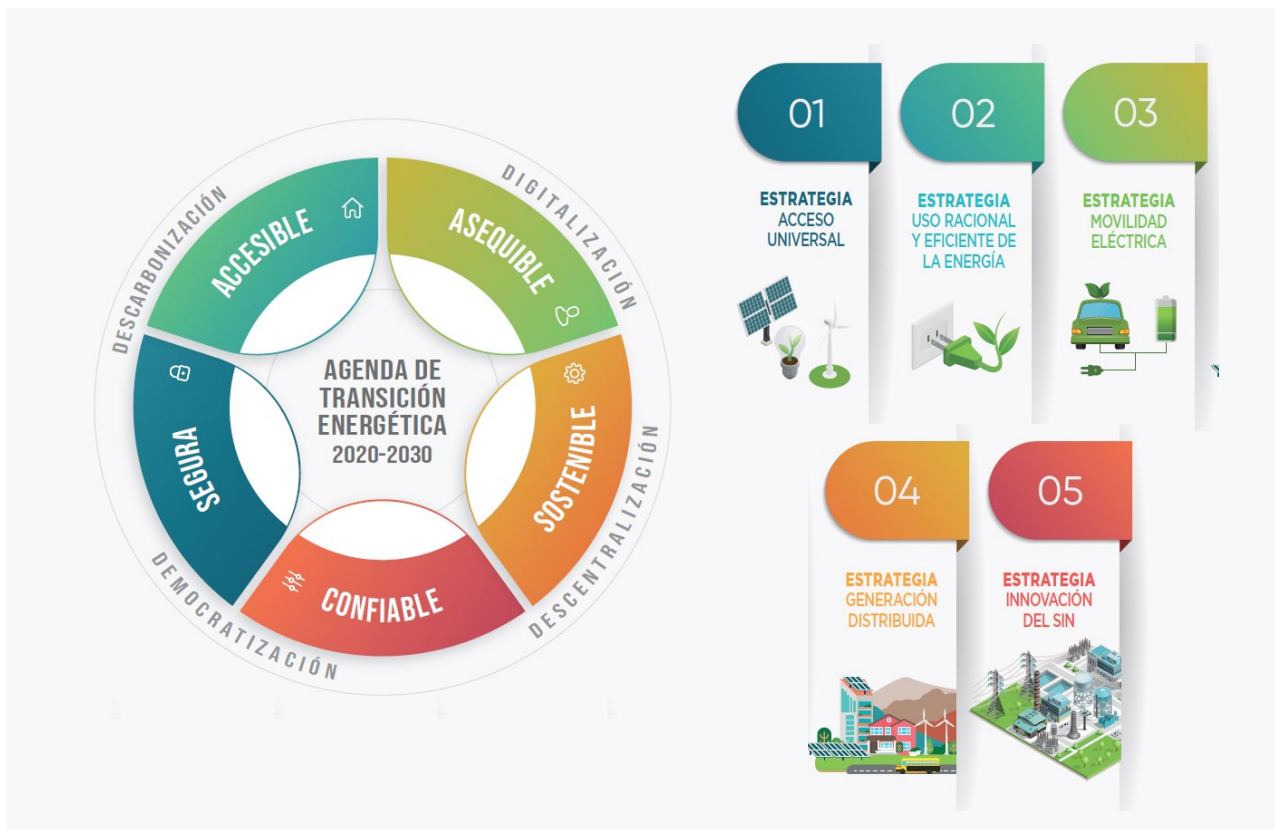 DESCARBONIZACIÓN
DIGITALIZACIÓN
DESCENTRALIZACIÓN
DEMOCRATIZACIÓN
ACCESIBLE
ASEQUIBLE
SOSTENIBLE
CONFIABLE
SEGURA
AGENDA DE
TRANSICIÓN
ENERGÉTICA
2020-2030
01
ESTRATEGIA
ACCESO
UNIVERSAL
02
ESTRATEGIA
USO RACIONAL
Y EFICIENTE DE
LA ENERGÍA
03
ESTRATEGIA
MOVILIDAD
ELÉCTRICA
04
ESTRATEGIA
GENERACIÓN
DISTRIBUIDA
05
ESTRATEGIA
INNOVACIÓN
DEL SIN